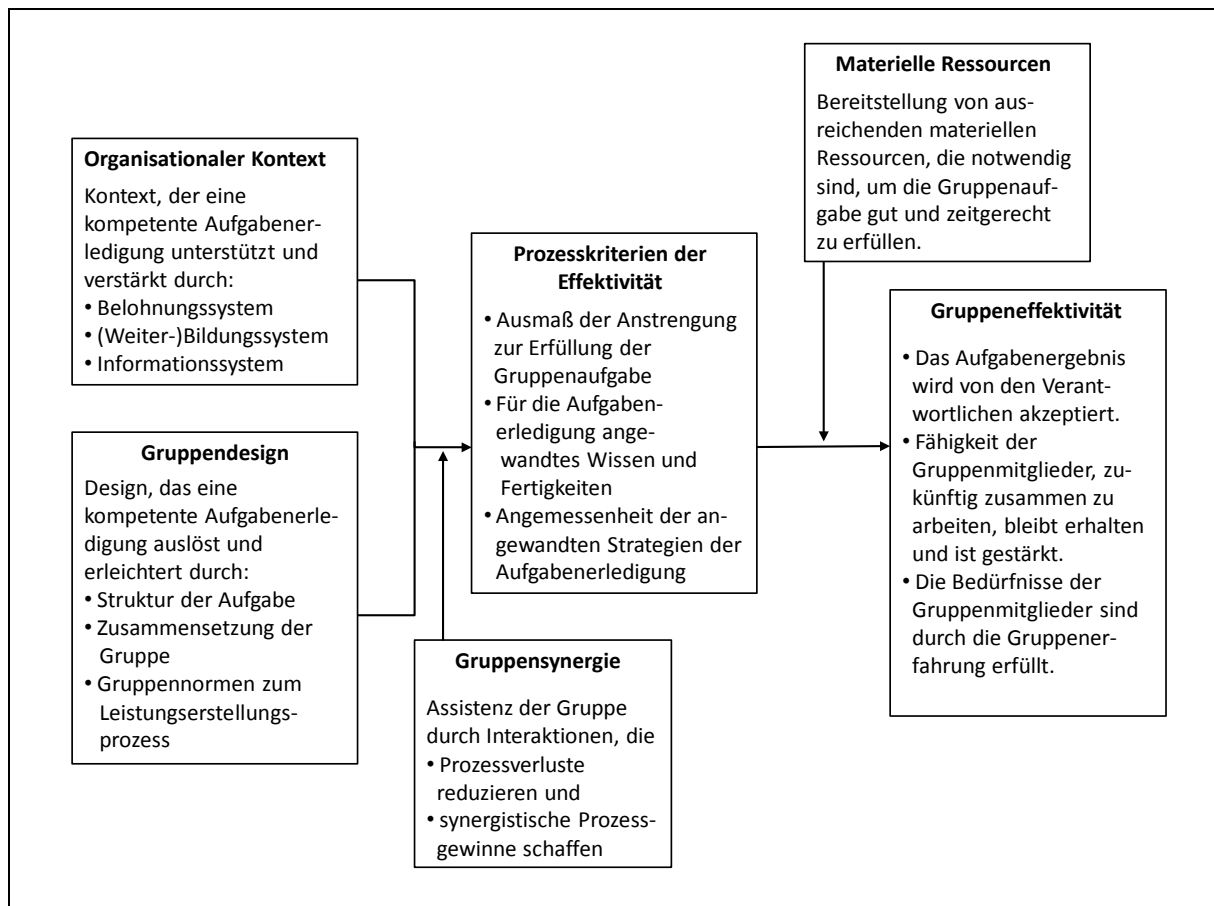 Organisationaler Kontext
Kontext, der eine
kompetente Aufgabener-
ledigung unterstützt und
verstärkt durch:
• Belohnungssystem
• (Weiter-)Bildungssystem
• Informationssystem
Gruppendesign
Design, das eine
kompetente Aufgabenerle-
digung auslöst und
erleichtert durch:
• Struktur der Aufgabe
• Zusammensetzung der
Gruppe
• Gruppennormen zum
Leistungserstellungs-
prozess
Prozesskriterien der
Effektivität
• Ausmaß der Anstrengung
zur Erfüllung der
Gruppenaufgabe
• Für die Aufgaben-
erledigung ange-
wandtes Wissen und
Fertigkeiten
• Angemessenheit der an-
gewandten Strategien der
Aufgabenerledigung
Gruppensynergie
Assistenz der Gruppe
durch Interaktionen, die
• Prozessverluste
reduzieren und
• synergistische Prozess-
gewinne schaffen
Materielle Ressourcen
Bereitstellung von aus-
reichenden materiellen
Ressourcen, die notwendig
sind, um die Gruppenauf-
gabe gut und zeitgerecht
zu erfüllen.
Gruppeneffektivität
• Das Aufgabenergebnis
wird von den Verant-
wortlichen akzeptiert.
• Fähigkeit der
Gruppenmitglieder, zu-
künftig zusammen zu
arbeiten, bleibt erhalten
und ist gestärkt.
• Die Bedürfnisse der
Gruppenmitglieder sind
durch die Gruppener-
fahrung erfüllt.